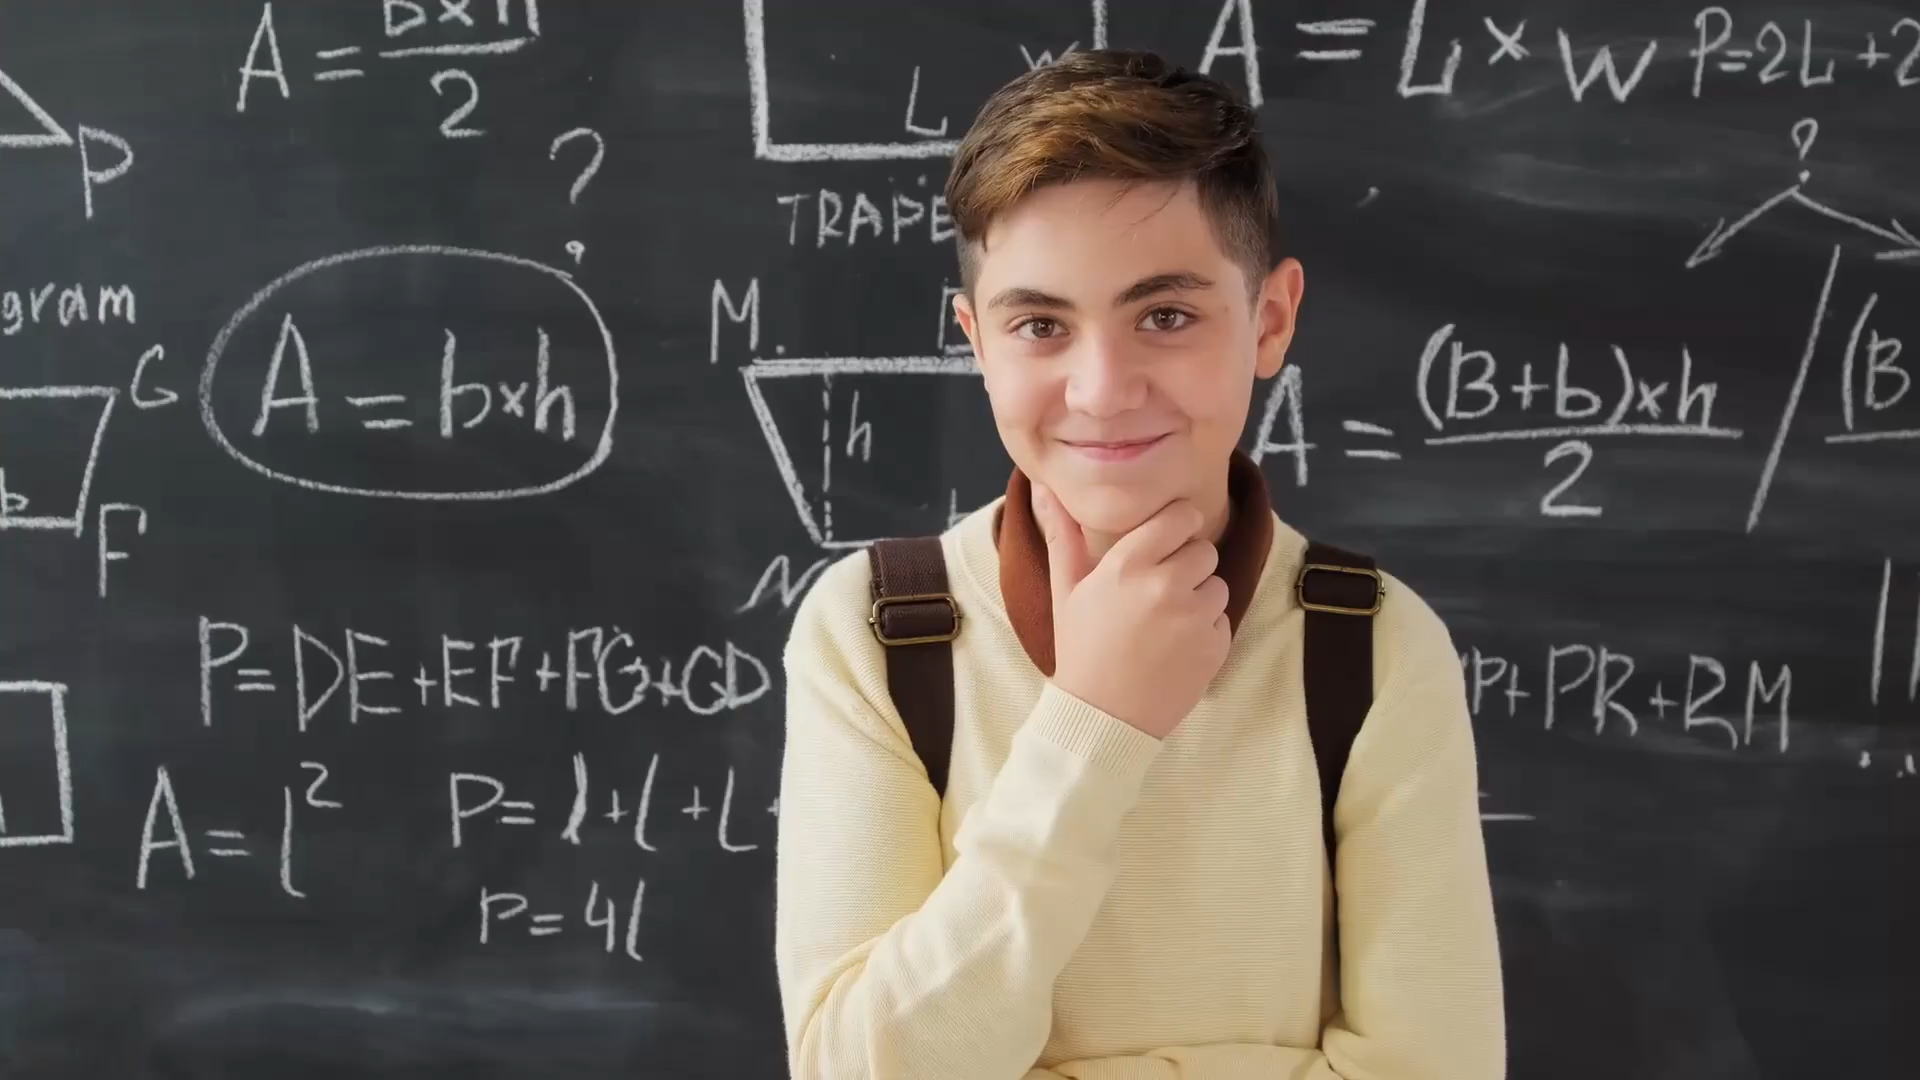 A = b×h / 2
L
w
A = L × W
P=2L +2
P
?
?
TRAPE
gram
G
b
F
A = b×h
M
h
N
A = (B+b)×h / 2
(B
P= DE+EF+FG+GD
P+PR+RM
!!
A= l²
P= l+l+L+
P= 4l